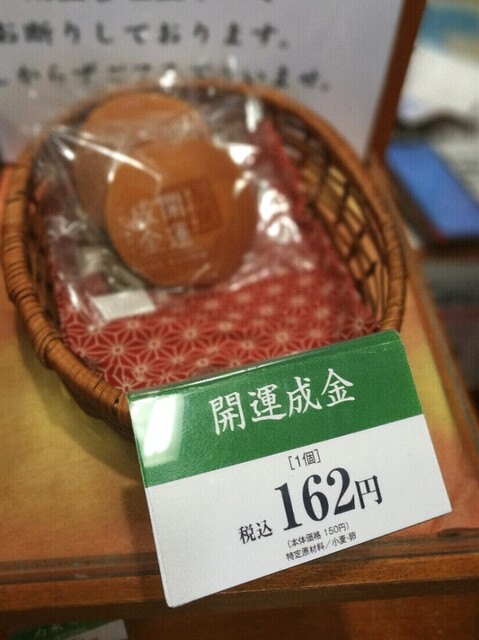 お断りしております。
開運
成金
開運成金
[1個]
税込 162円
(本体価格 150円)
特定原材料/小麦・卵